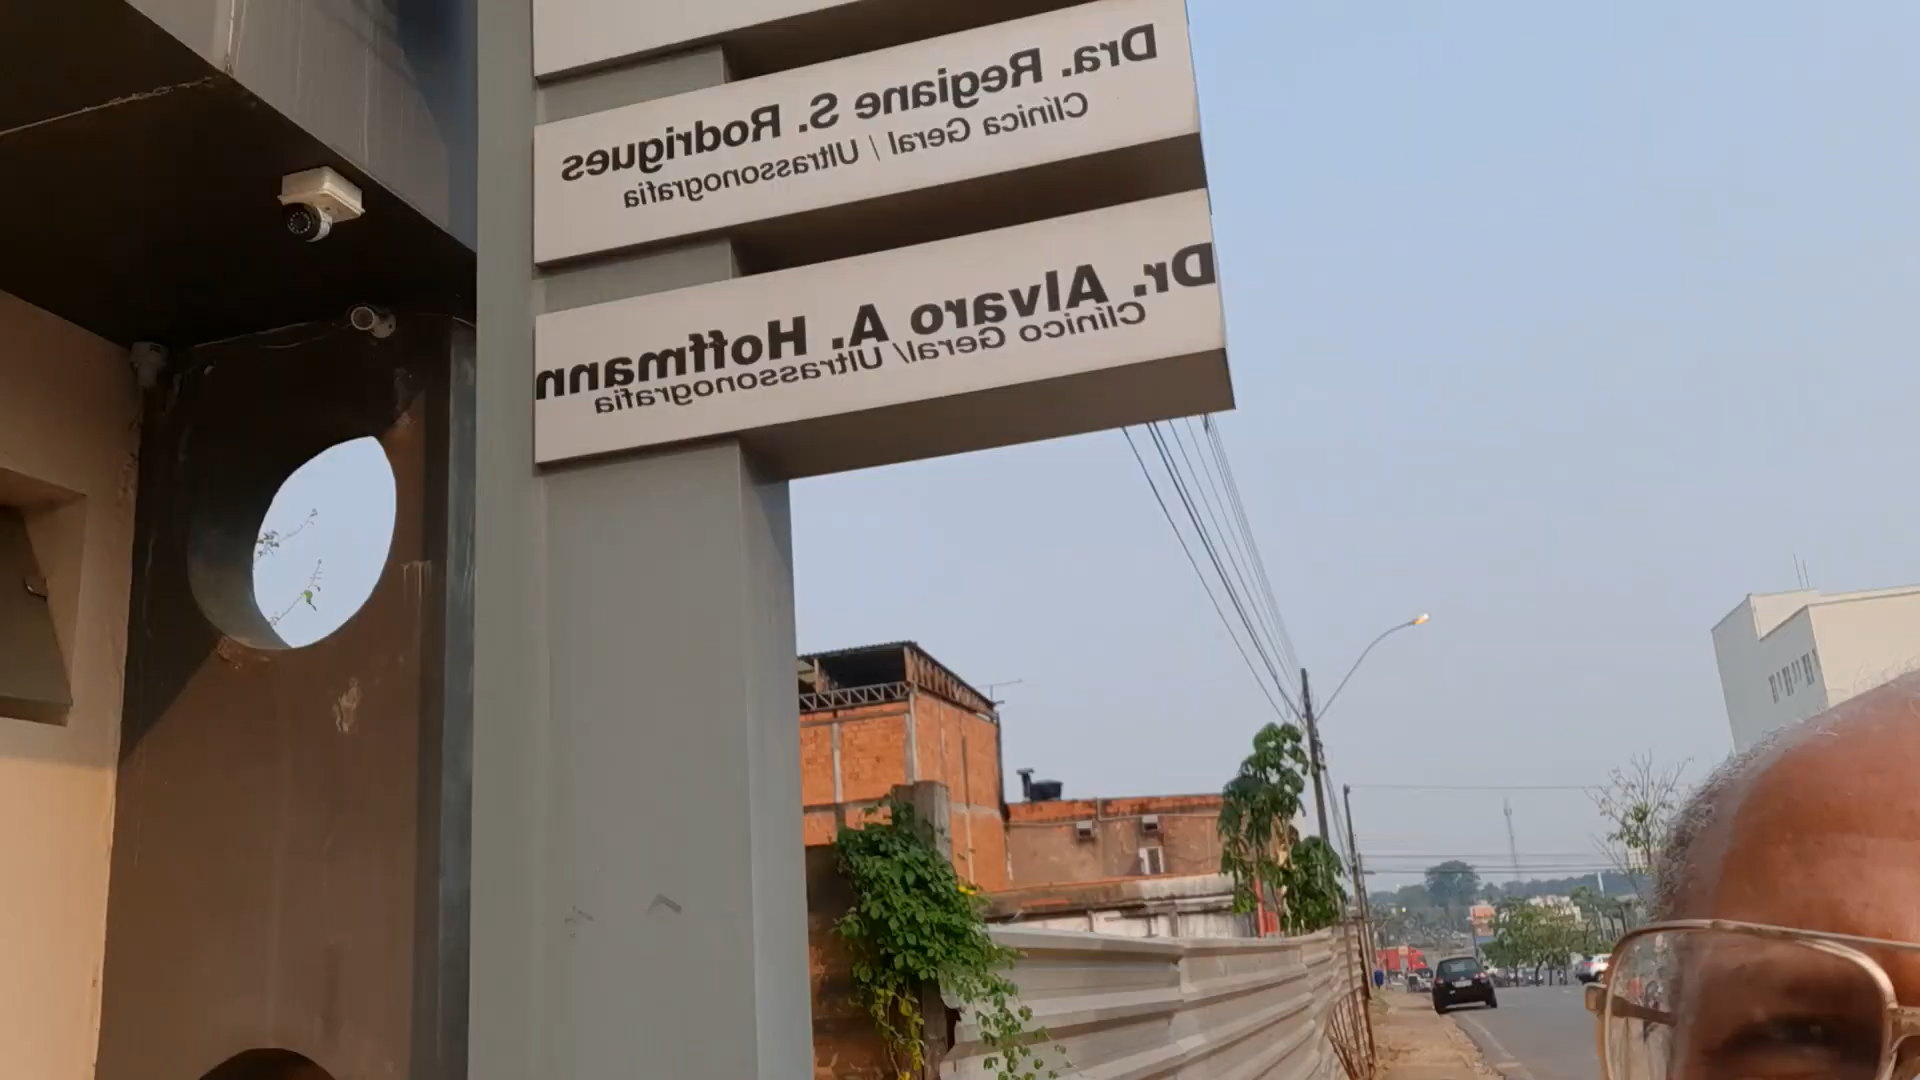 Dra. Regiane S. Rodrigues
Clínica Geral / Ultrassonografia
Dr. Alvaro A. Hoffmann
Clínico Geral/ Ultrassonografia